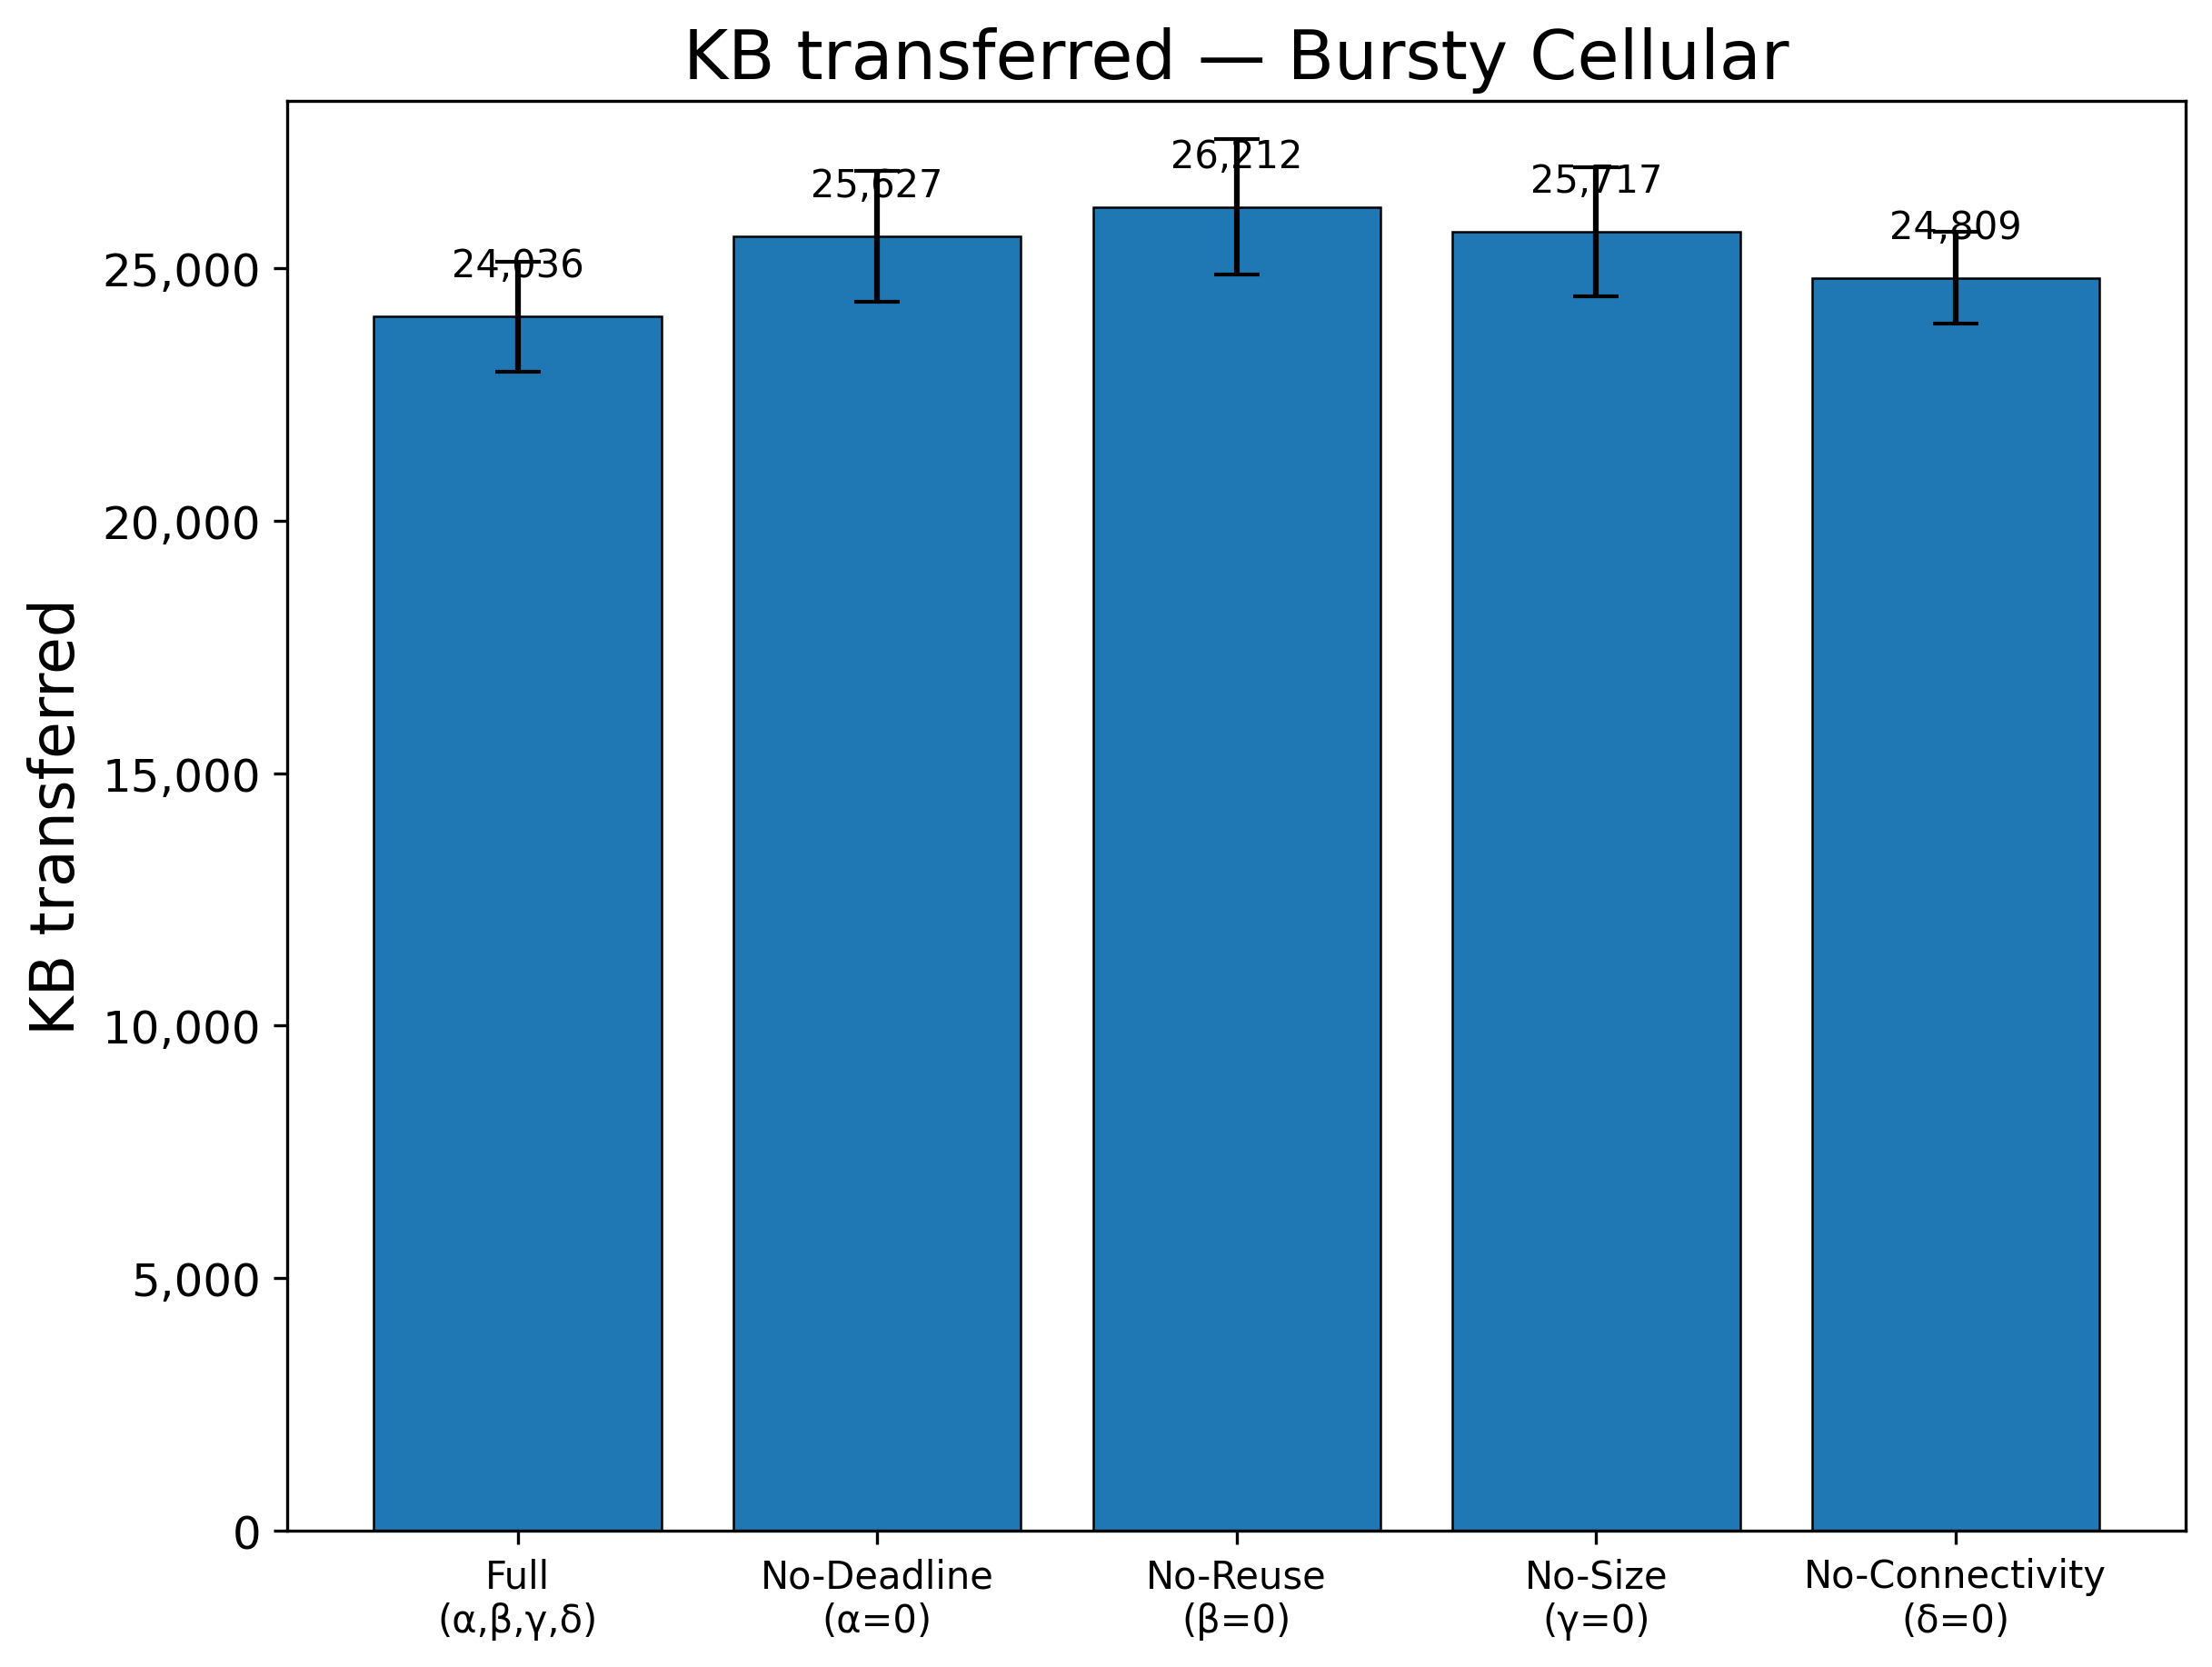 KB transferred — Bursty Cellular
KB transferred
25,000
20,000
15,000
10,000
5,000
0
24,036
25,627
26,212
25,717
24,809
Full
(α,β,γ,δ)
No-Deadline
(α=0)
No-Reuse
(β=0)
No-Size
(γ=0)
No-Connectivity
(δ=0)